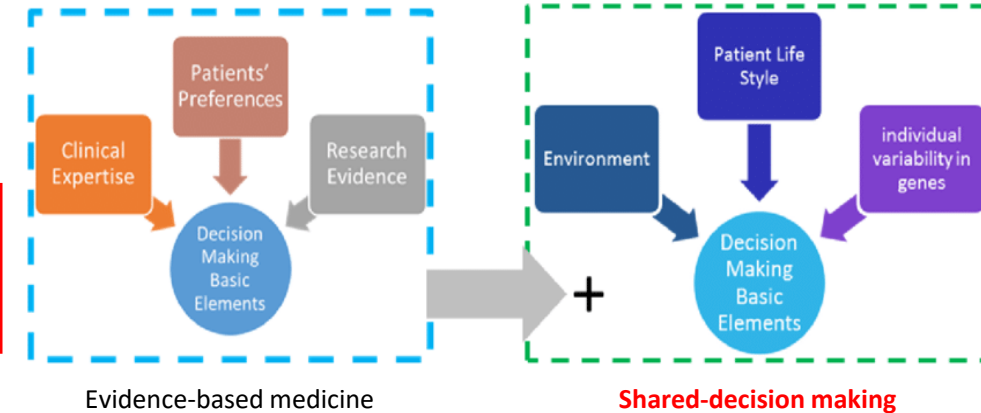 Patients'
Preferences
Clinical
Expertise
Research
Evidence
Decision
Making
Basic
Elements
Evidence-based medicine
+
Patient Life
Style
Environment
individual
variability in
genes
Decision
Making
Basic
Elements
Shared-decision making